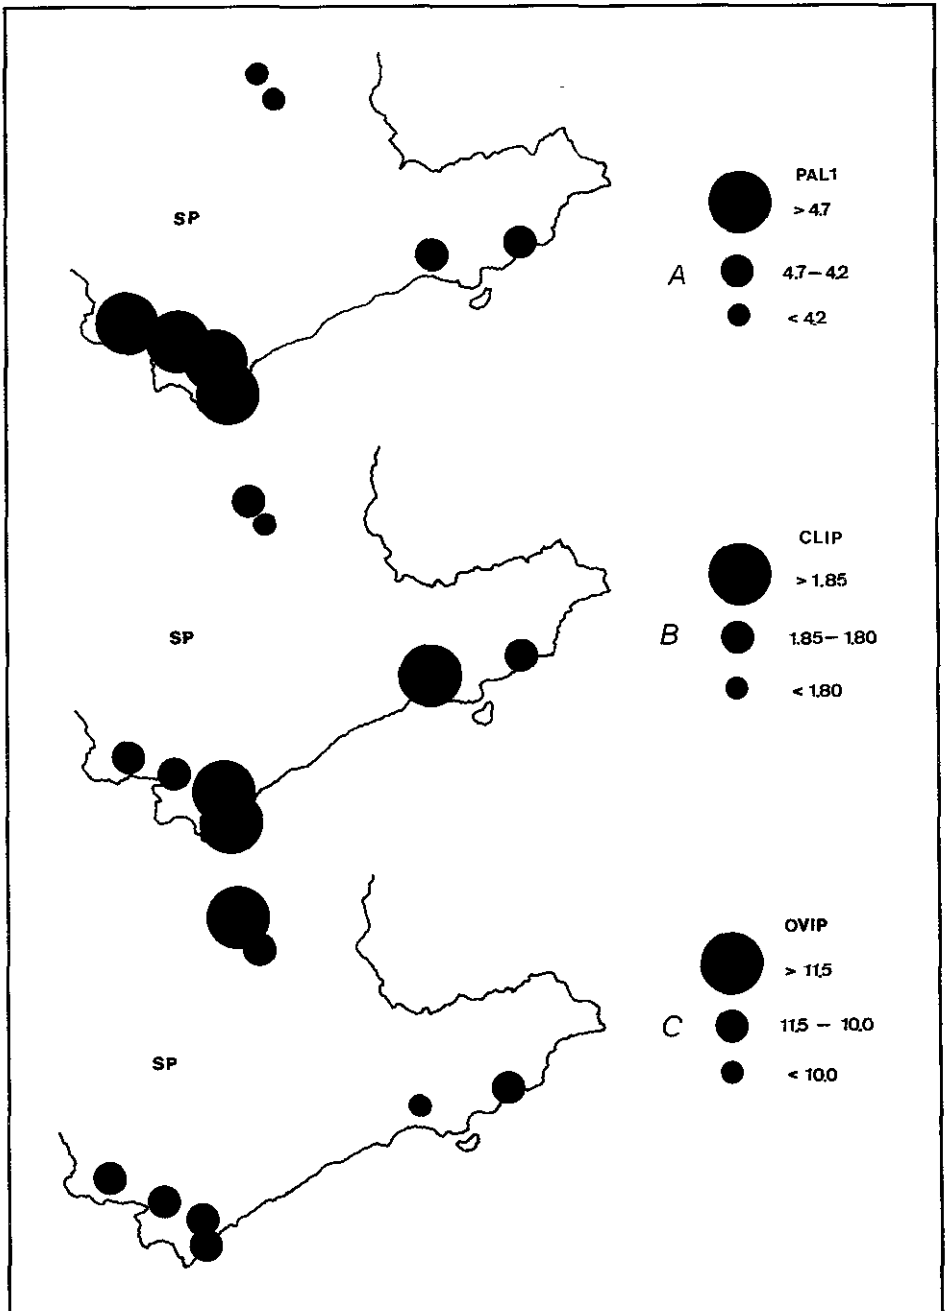 PAL1
> 4.7
SP
A
4.7 – 4.2
< 4.2
CLIP
> 1.85
SP
B
1.85 – 1.80
< 1.80
OVIP
> 11.5
C
11.5 – 10.0
SP
< 10.0